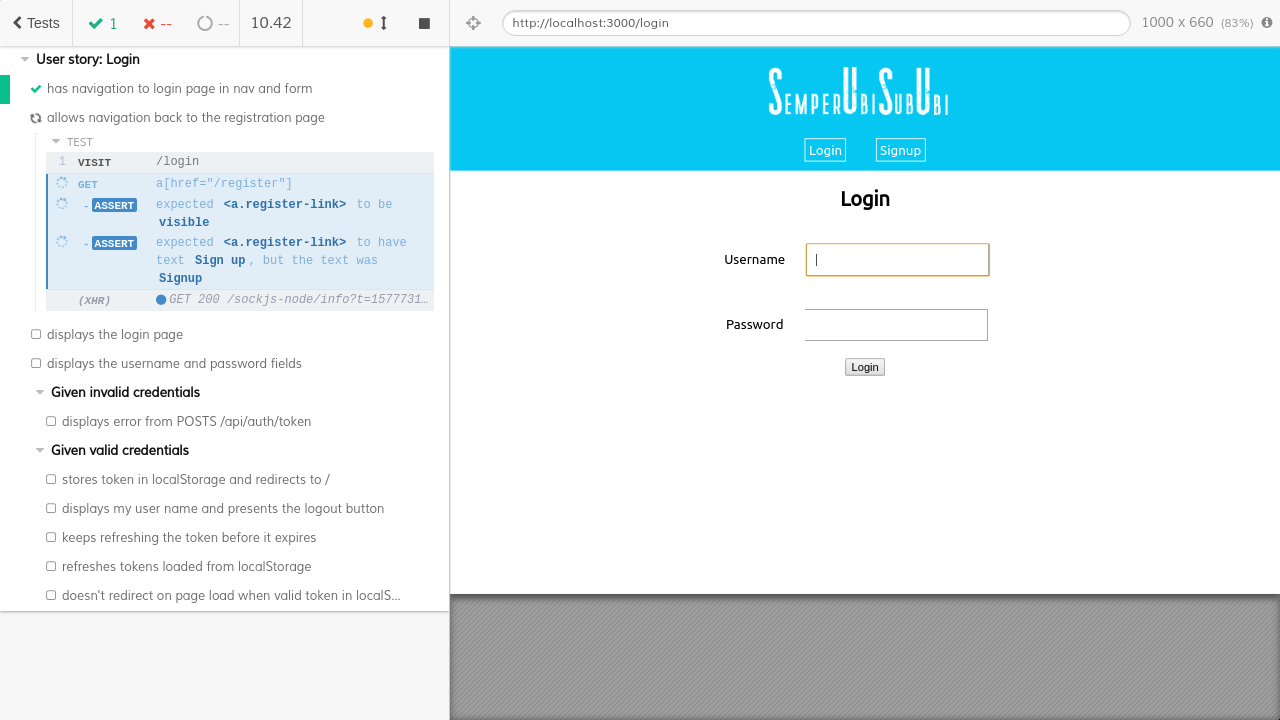 Tests 1 -- -- 10.42
http://localhost:3000/login 1000 x 660 (83%)
User story: Login
has navigation to login page in nav and form
allows navigation back to the registration page
TEST
1 VISIT /login
GET a[href="/register"]
- ASSERT expected <a.register-link> to be
visible
- ASSERT expected <a.register-link> to have
text Sign up, but the text was
Signup
(XHR) GET 200 /sockjs-node/info?t=1577731…
displays the login page
displays the username and password fields
Given invalid credentials
displays error from POSTS /api/auth/token
Given valid credentials
stores token in localStorage and redirects to /
displays my user name and presents the logout button
keeps refreshing the token before it expires
refreshes tokens loaded from localStorage
doesn't redirect on page load when valid token in localS...
SemperUbiSubUbi
Login Signup
Login
Username
Password
Login